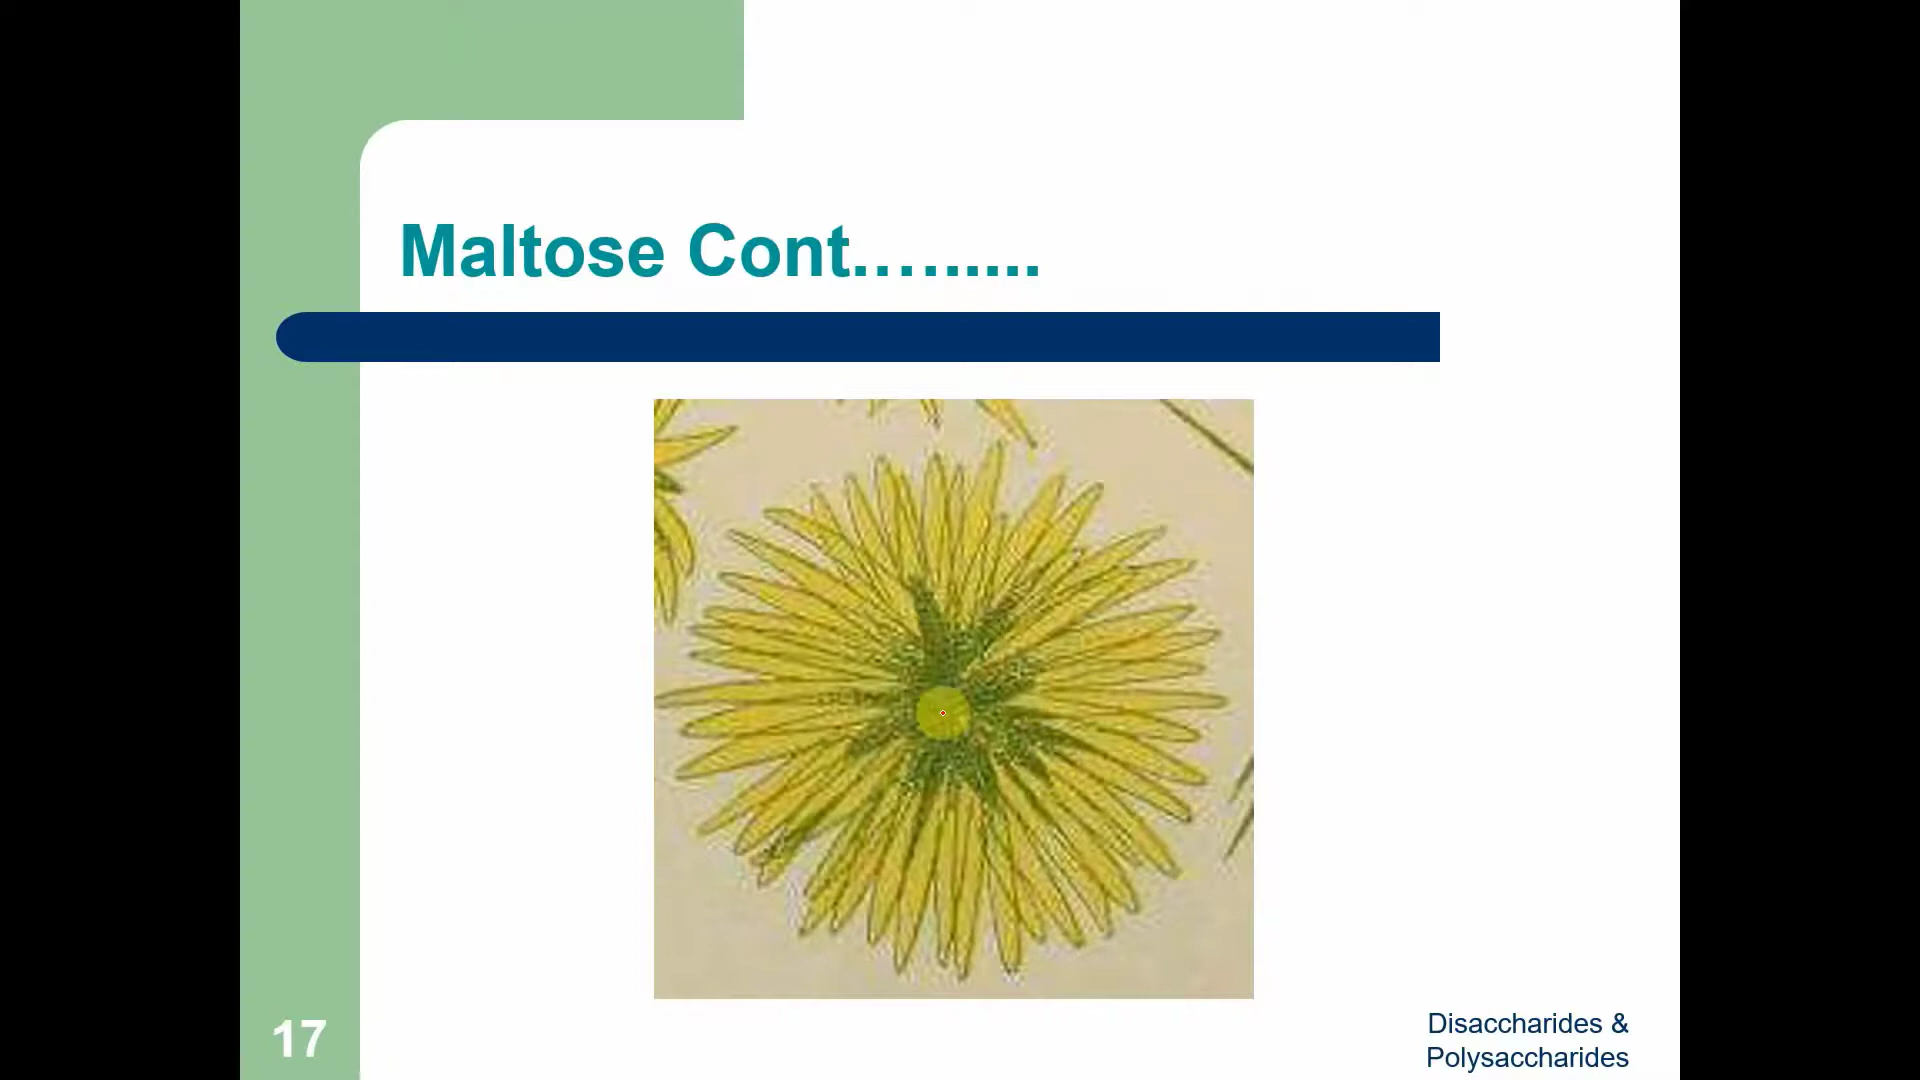 Maltose Cont.…......
17
Disaccharides &
Polysaccharides